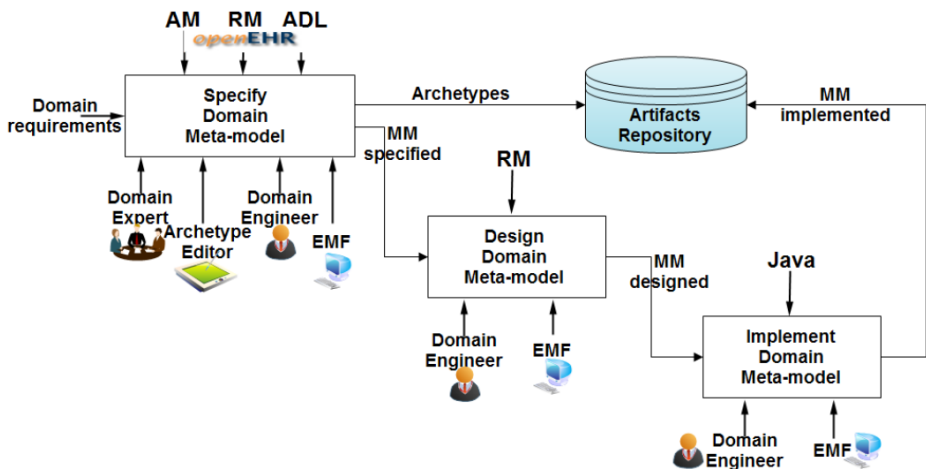 AM RM ADL
openEHR
Specify
Domain
Meta-model
Domain
requirements
Archetypes
Artifacts
Repository
MM
implemented
MM
specified
Domain
Expert
Archetype
Editor
Domain
Engineer
EMF
RM
Design
Domain
Meta-model
MM
designed
Domain
Engineer
EMF
Java
Implement
Domain
Meta-model
Domain
Engineer
EMF